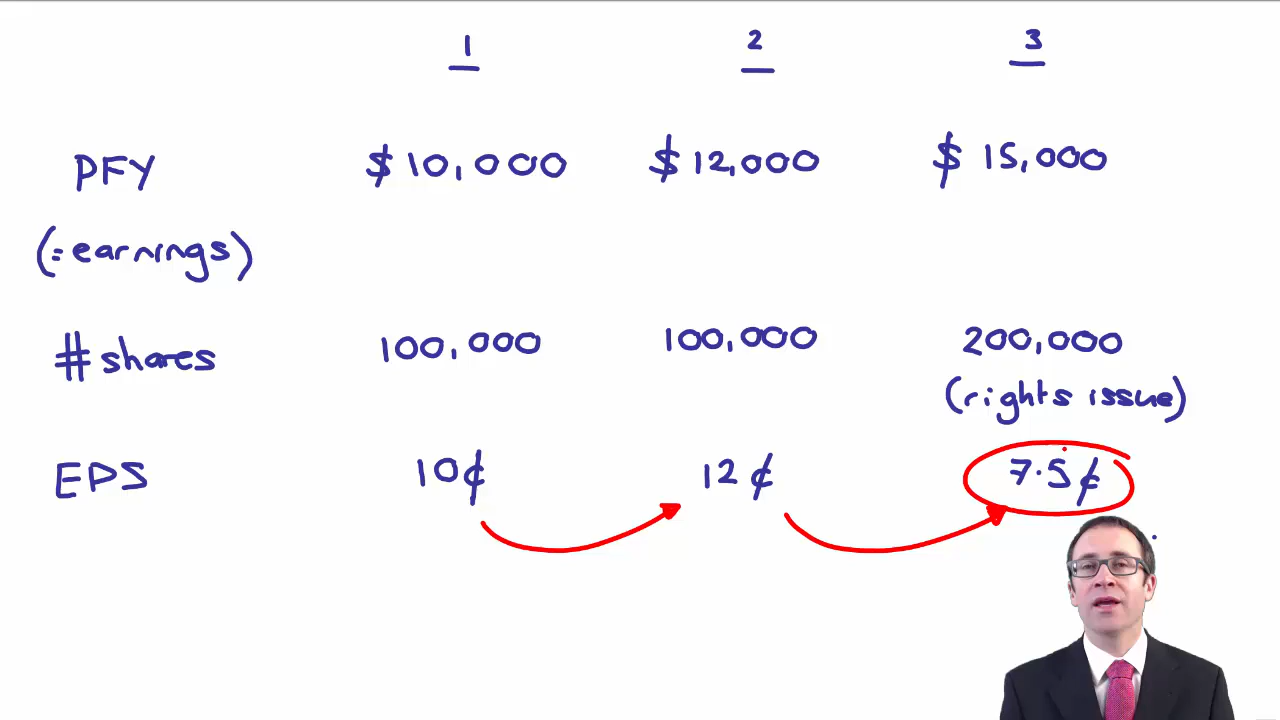 1 2 3
PFY $10,000 $12,000 $15,000
(=earnings)
#shares 100,000 100,000 200,000
(rights issue)
EPS 10¢ 12¢ 7.5¢